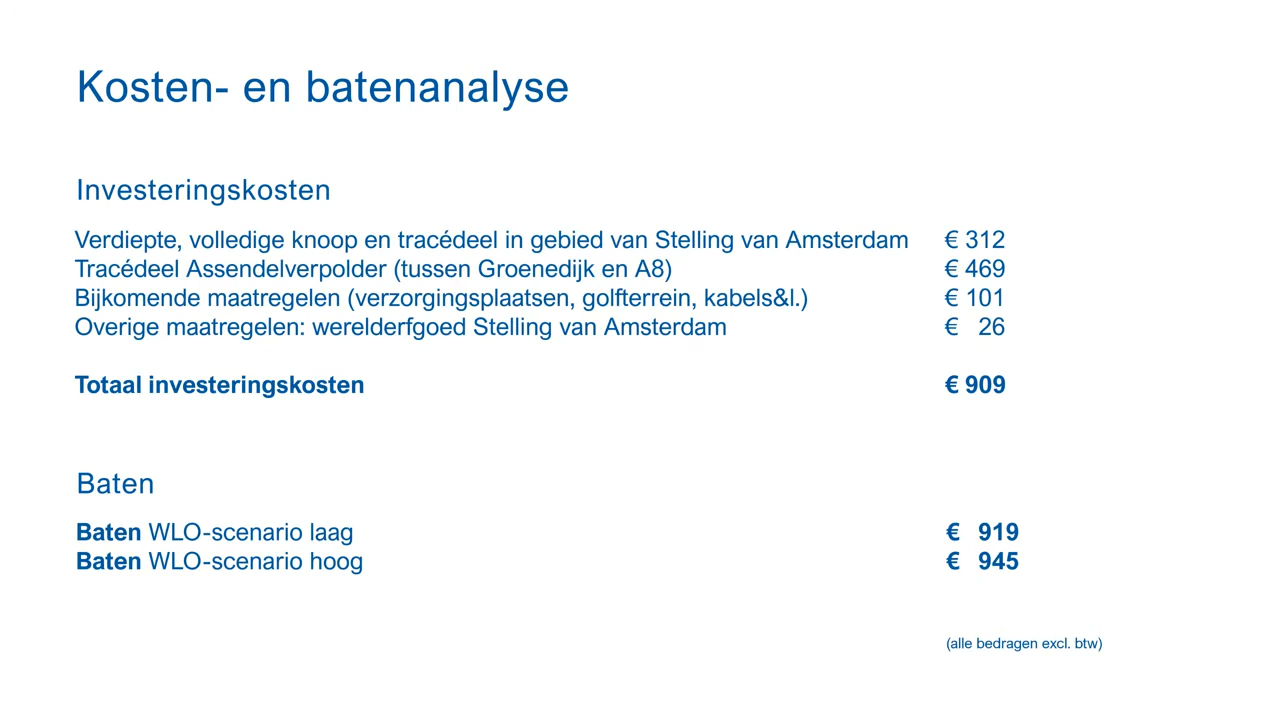 Kosten- en batenanalyse
Investeringskosten
Verdiepte, volledige knoop en tracédeel in gebied van Stelling van Amsterdam € 312
Tracédeel Assendelverpolder (tussen Groenedijk en A8) € 469
Bijkomende maatregelen (verzorgingsplaatsen, golfterrein, kabels&l.) € 101
Overige maatregelen: werelderfgoed Stelling van Amsterdam € 26
Totaal investeringskosten € 909
Baten
Baten WLO-scenario laag € 919
Baten WLO-scenario hoog € 945
(alle bedragen excl. btw)